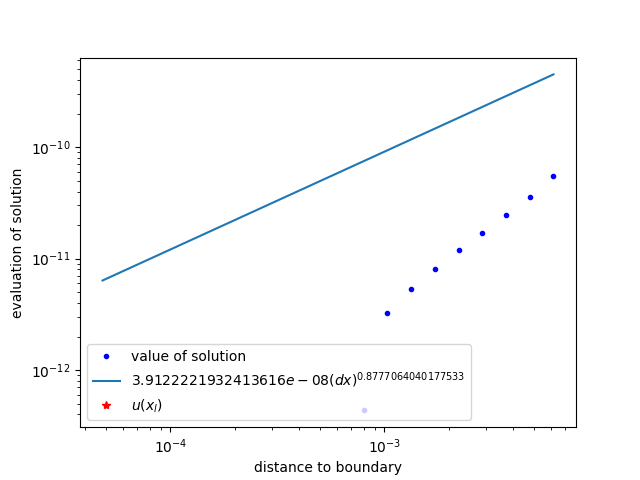 10⁻¹⁰
10⁻¹¹
10⁻¹²
evaluation of solution
value of solution
3.9122221932413616e − 08(dx)^0.8777064040177533
u(x_l)
10⁻⁴
10⁻³
distance to boundary